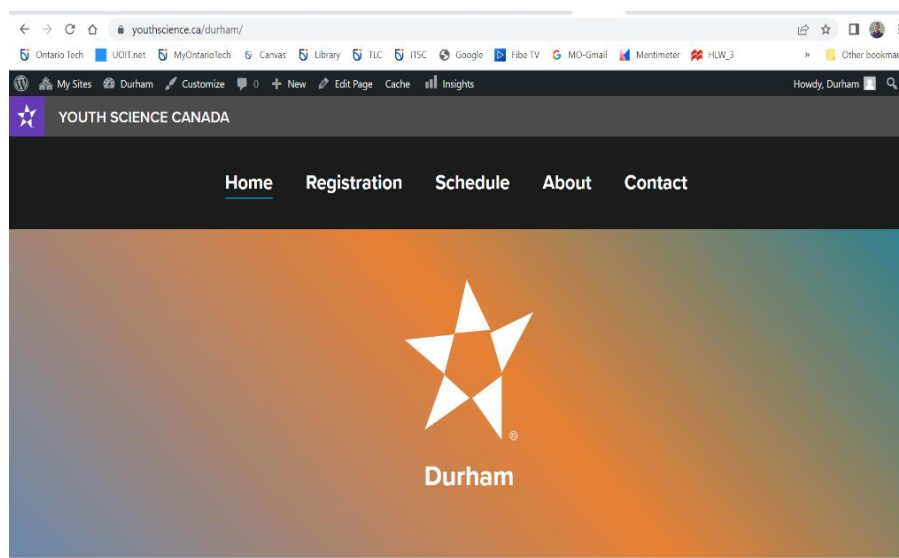 youthscience.ca/durham/
Ontario Tech UOIT.net MyOntarioTech Canvas Library TLC ITSC Google Fibe TV MO-Gmail Mentimeter HLW_3 » Other bookmar
My Sites Durham Customize 0 + New Edit Page Cache Insights Howdy, Durham
YOUTH SCIENCE CANADA
Home Registration Schedule About Contact
®
Durham